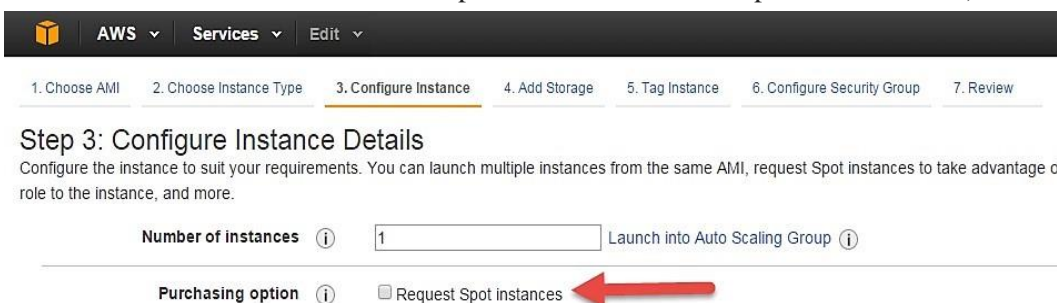 AWS Services Edit
1. Choose AMI 2. Choose Instance Type 3. Configure Instance 4. Add Storage 5. Tag Instance 6. Configure Security Group 7. Review
Step 3: Configure Instance Details
Configure the instance to suit your requirements. You can launch multiple instances from the same AMI, request Spot instances to take advantage
role to the instance, and more.
Number of instances i 1 Launch into Auto Scaling Group i
Purchasing option i Request Spot instances